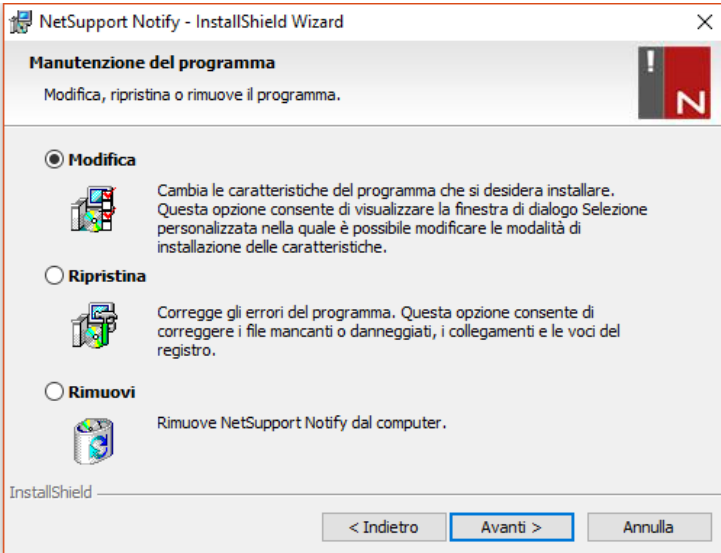 NetSupport Notify - InstallShield Wizard
Manutenzione del programma
Modifica, ripristina o rimuove il programma.
! N
Modifica
Cambia le caratteristiche del programma che si desidera installare.
Questa opzione consente di visualizzare la finestra di dialogo Selezione
personalizzata nella quale è possibile modificare le modalità di
installazione delle caratteristiche.
Ripristina
Corregge gli errori del programma. Questa opzione consente di
correggere i file mancanti o danneggiati, i collegamenti e le voci del
registro.
Rimuovi
Rimuove NetSupport Notify dal computer.
InstallShield
< Indietro Avanti > Annulla